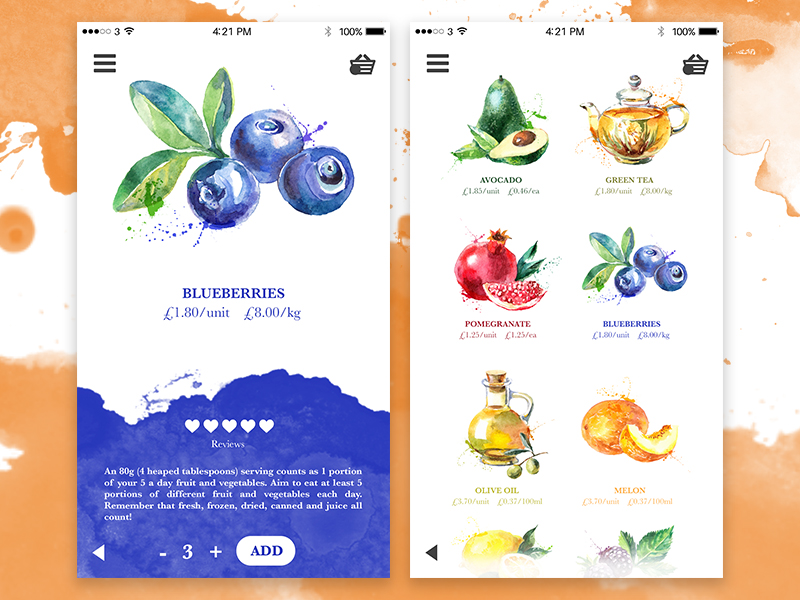 3 4:21 PM 100%
BLUEBERRIES
£1.80/unit £8.00/kg
Reviews
An 80g (4 heaped tablespoons) serving counts as 1 portion
of your 5 a day fruit and vegetables. Aim to eat at least 5
portions of different fruit and vegetables each day.
Remember that fresh, frozen, dried, canned and juice all
count!
- 3 + ADD
3 4:21 PM 100%
AVOCADO
£1.85/unit £0.46/ea
GREEN TEA
£1.80/unit £8.00/kg
POMEGRANATE
£1.25/unit £1.25/ea
BLUEBERRIES
£1.80/unit £8.00/kg
OLIVE OIL
£3.70/unit £0.37/100ml
MELON
£3.70/unit £0.37/100ml